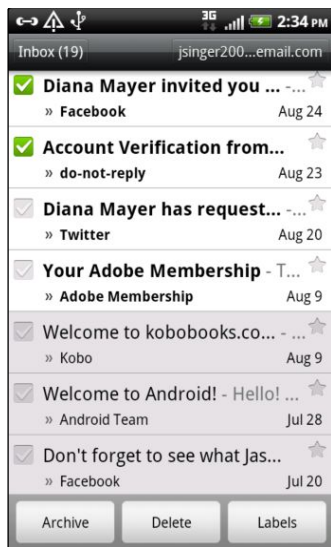 3G 2:34 PM
Inbox (19) jsinger200...email.com
Diana Mayer invited you ... -...
» Facebook Aug 24
Account Verification from...
» do-not-reply Aug 23
Diana Mayer has request... -...
» Twitter Aug 20
Your Adobe Membership - T...
» Adobe Membership Aug 9
Welcome to kobobooks.co... - ...
» Kobo Aug 9
Welcome to Android! - Hello! ...
» Android Team Jul 28
Don't forget to see what Jas...
» Facebook Jul 20
Archive Delete Labels